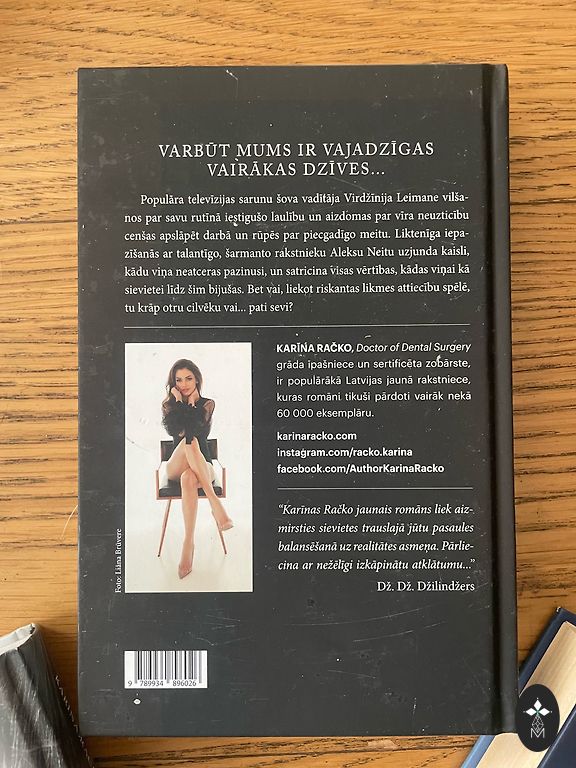 VARBŪT MUMS IR VAJADZĪGAS
VAIRĀKAS DZĪVES...
Populāra televīzijas sarunu šova vadītāja Virdžīnija Leimane vilša-
nos par savu rutīnā iestigušo laulību un aizdomas par vīra neuzticību
cenšas apslāpēt darbā un rūpēs par piecgadīgo meitu. Liktenīga iepa-
zīšanās ar talantīgo, šarmanto rakstnieku Aleksu Neitu uzjunda kaisli,
kādu viņa neatceras pazinusi, un satricina visas vērtības, kādas viņai kā
sievietei līdz šim bijušas. Bet vai, liekot riskantas likmes attiecību spēlē,
tu krāp otru cilvēku vai... pati sevi?
KARĪNA RAČKO, Doctor of Dental Surgery
grāda īpašniece un sertificēta zobārste,
ir populārākā Latvijas jaunā rakstniece,
kuras romāni tikuši pārdoti vairāk nekā
60 000 eksemplāru.
karinaracko.com
instagram.com/racko.karina
facebook.com/AuthorKarinaRacko
"Karīnas Račko jaunais romāns liek aiz-
mirsties sievietes trauslajā jūtu pasaules
balansēšanā uz realitātes asmeņa. Pārlie-
cina ar nežēlīgi izkāpinātu atklātumu..."
Dž. Dž. Džilindžers
Foto: Liāna Brūvere
9 789934 896026
M